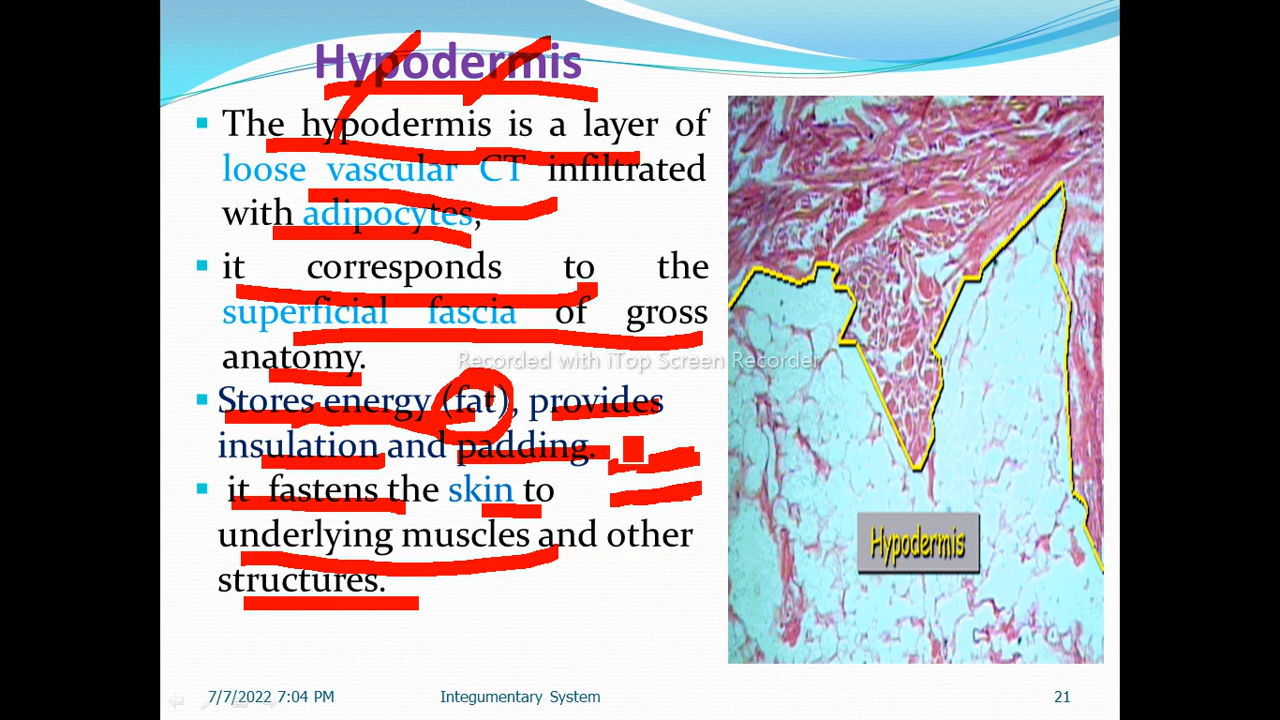 Hypodermis
The hypodermis is a layer of
loose vascular CT infiltrated
with adipocytes,
it corresponds to the
superficial fascia of gross
anatomy.
Recorded with iTop Screen Recorder
Stores energy (fat), provides
insulation and padding.
it fastens the skin to
underlying muscles and other
structures.
Hypodermis
7/7/2022 7:04 PM
Integumentary System
21